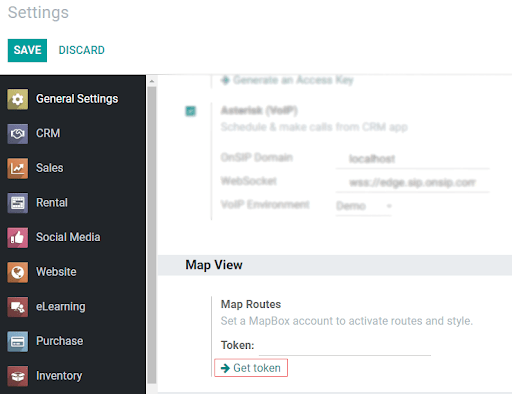 Settings
SAVE DISCARD
General Settings
CRM
Sales
Rental
Social Media
Website
eLearning
Purchase
Inventory
Generate an Access Key
Asterisk (VoIP)
Schedule & make calls from CRM app
OnSIP Domain localhost
WebSocket wss://edge.sip.onsip.com
VoIP Environment Demo
Map View
Map Routes
Set a MapBox account to activate routes and style.
Token:
Get token